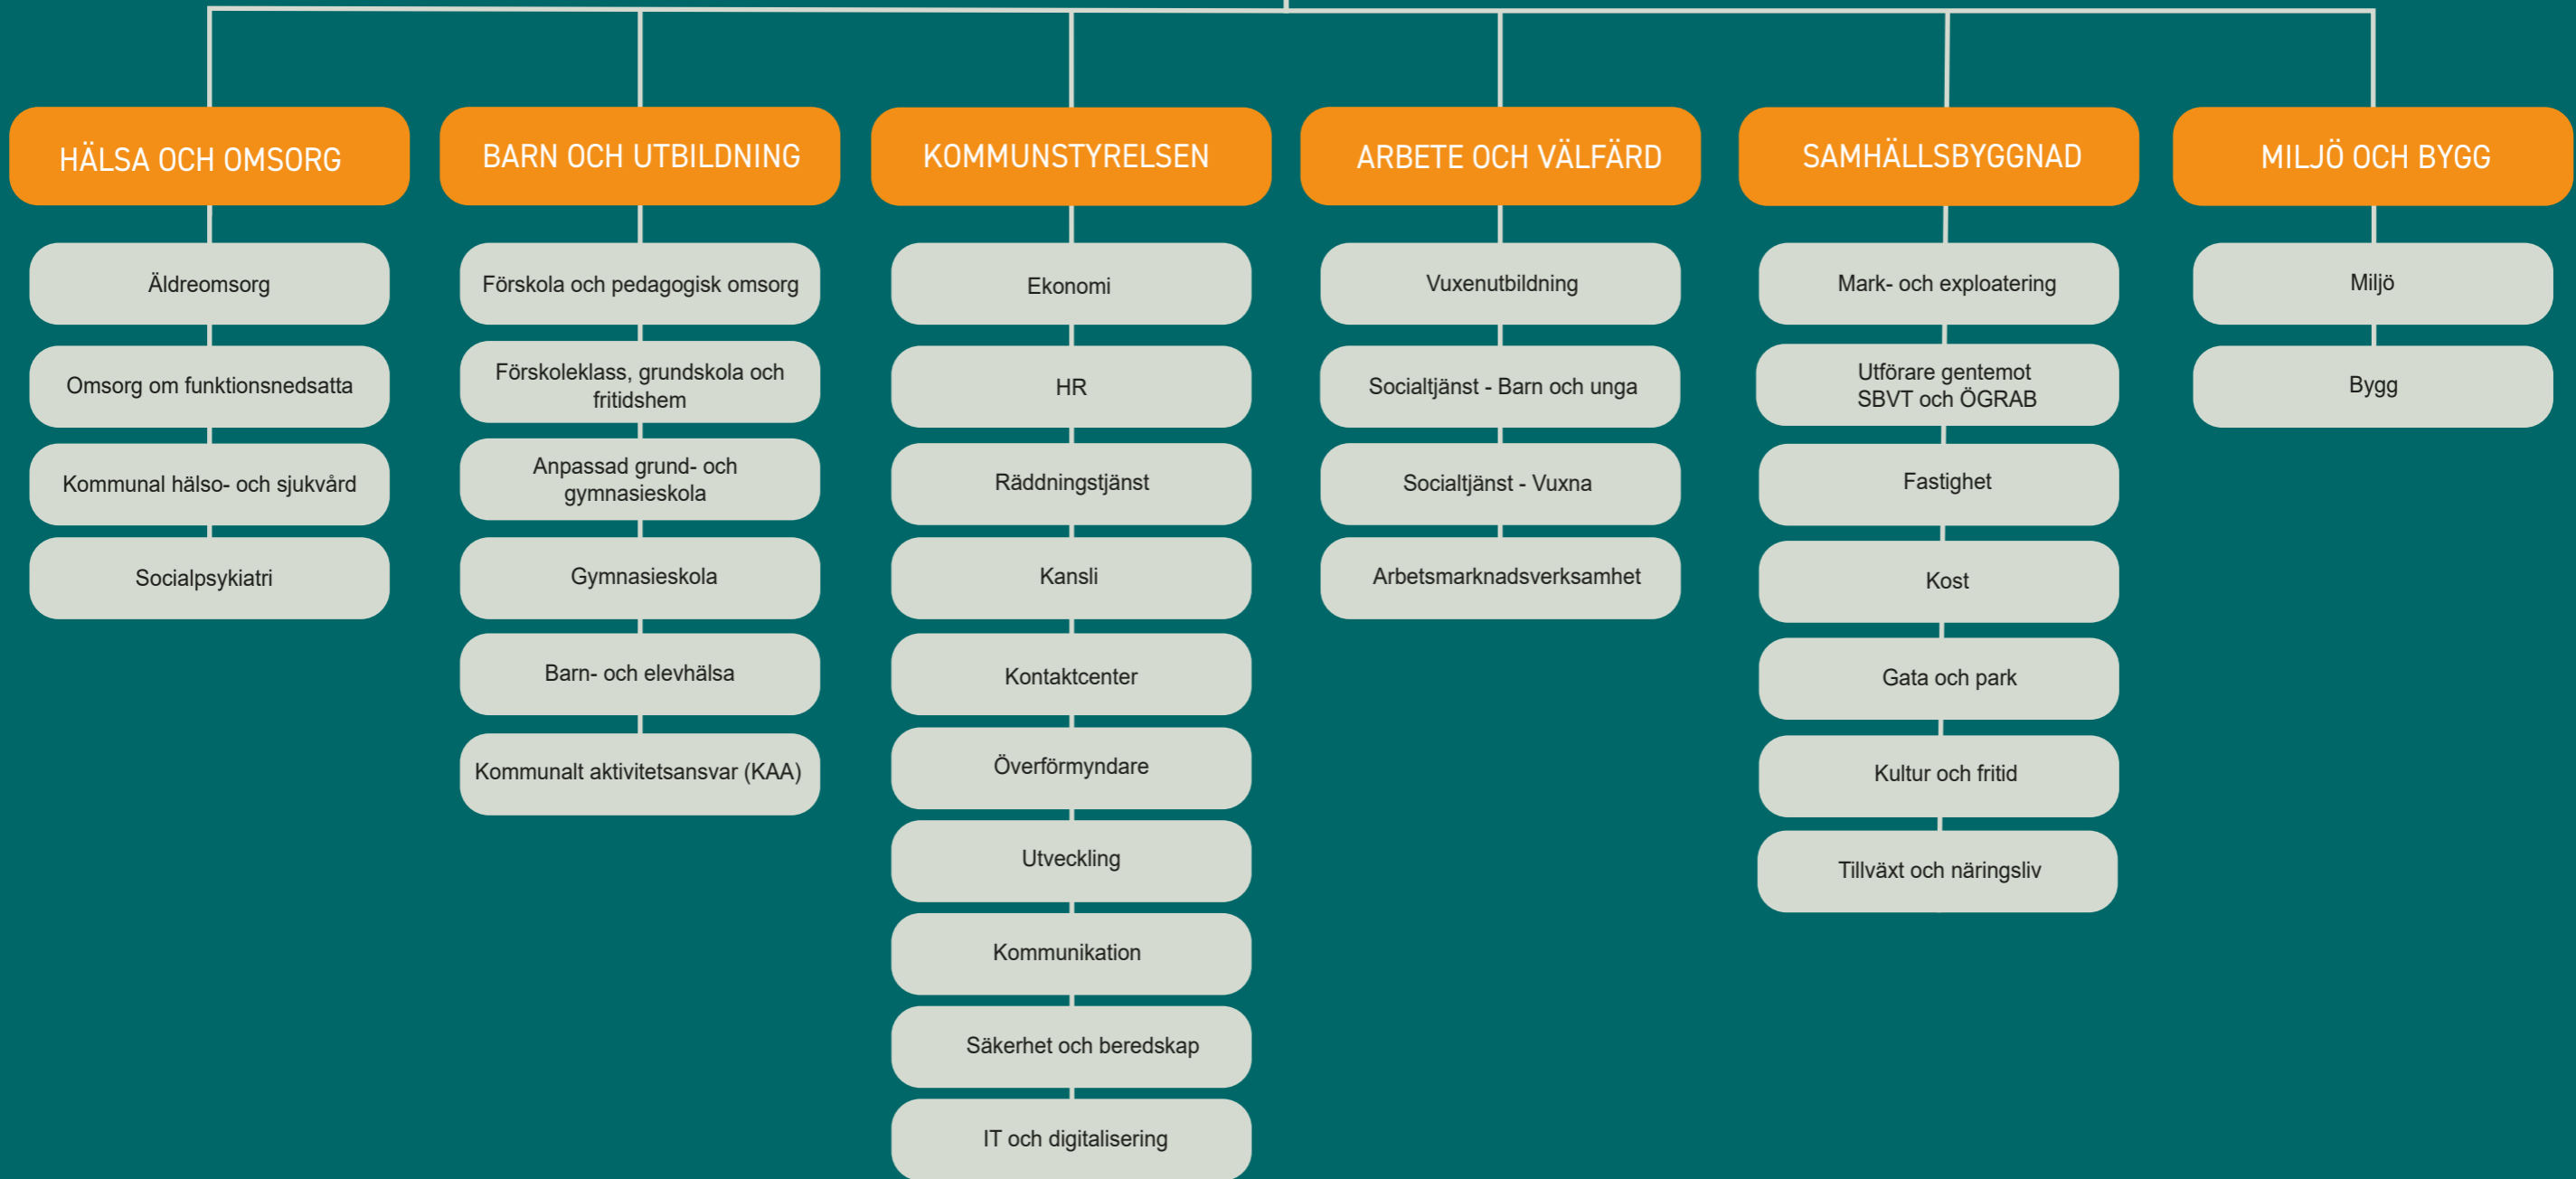 HÄLSA OCH OMSORG
Äldreomsorg
Omsorg om funktionsnedsatta
Kommunal hälso- och sjukvård
Socialpsykiatri
BARN OCH UTBILDNING
Förskola och pedagogisk omsorg
Förskoleklass, grundskola och
fritidshem
Anpassad grund- och
gymnasieskola
Gymnasieskola
Barn- och elevhälsa
Kommunalt aktivitetsansvar (KAA)
KOMMUNSTYRELSEN
Ekonomi
HR
Räddningstjänst
Kansli
Kontaktcenter
Överförmyndare
Utveckling
Kommunikation
Säkerhet och beredskap
IT och digitalisering
ARBETE OCH VÄLFÄRD
Vuxenutbildning
Socialtjänst - Barn och unga
Socialtjänst - Vuxna
Arbetsmarknadsverksamhet
SAMHÄLLSBYGGNAD
Mark- och exploatering
Utförare gentemot
SBVT och ÖGRAB
Fastighet
Kost
Gata och park
Kultur och fritid
Tillväxt och näringsliv
MILJÖ OCH BYGG
Miljö
Bygg